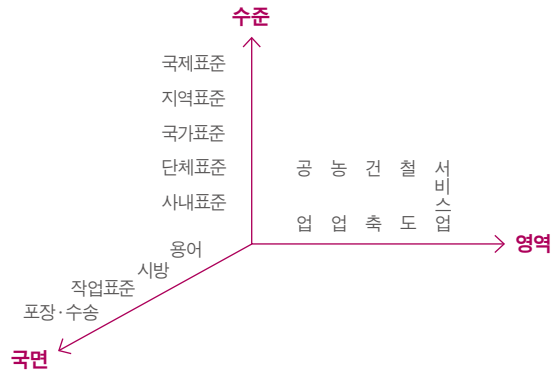 수준
국제표준
지역표준
국가표준
단체표준
사내표준
공업
농업
건축
철도
서비스업
영역
용어
시방
작업표준
포장·수송
국면